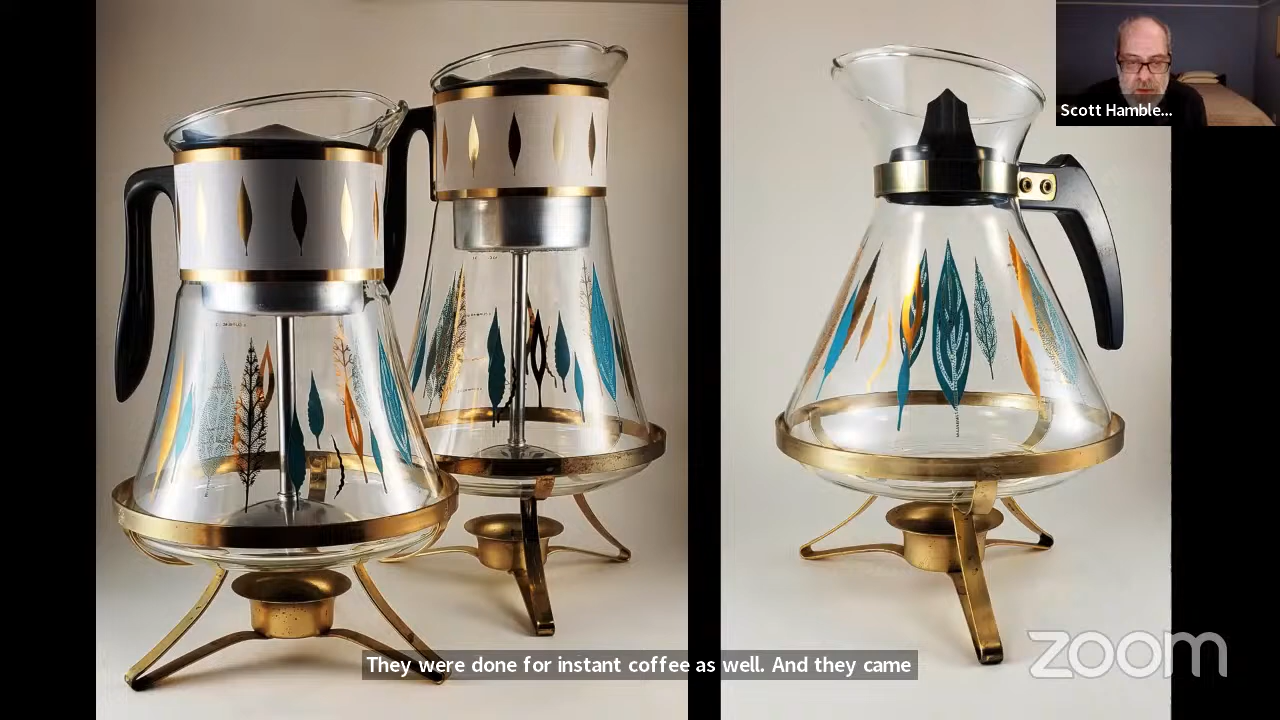 Scott Hamble...
They were done for instant coffee as well. And they came
zoom